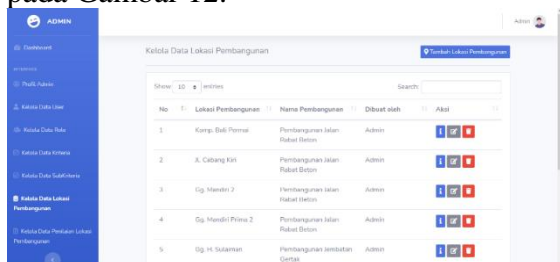 pada Gambar 12.
ADMIN
Admin
Dashboard
Kelola Data Lokasi Pembangunan
Tambah Lokasi Pembangunan
Profil Admin
Show 10 entries
Search:
Kelola Data User
No Lokasi Pembangunan Nama Pembangunan Dibuat oleh Aksi
Kelola Data Role
1 Komp. Bali Permai Pembangunan Jalan Rabat Beton Admin
Kelola Data Kriteria
2 Jl. Cabang Kiri Pembangunan Jalan Rabat Beton Admin
Kelola Data SubKriteria
3 Gg. Mandiri 2 Pembangunan Jalan Rabat Beton Admin
Kelola Data Lokasi Pembangunan
4 Gg. Mandiri Prima 2 Pembangunan Jalan Rabat Beton Admin
Kelola Data Penilaian Lokasi Pembangunan
5 Gg. H. Sulaiman Pembangunan Jembatan Gertak Admin